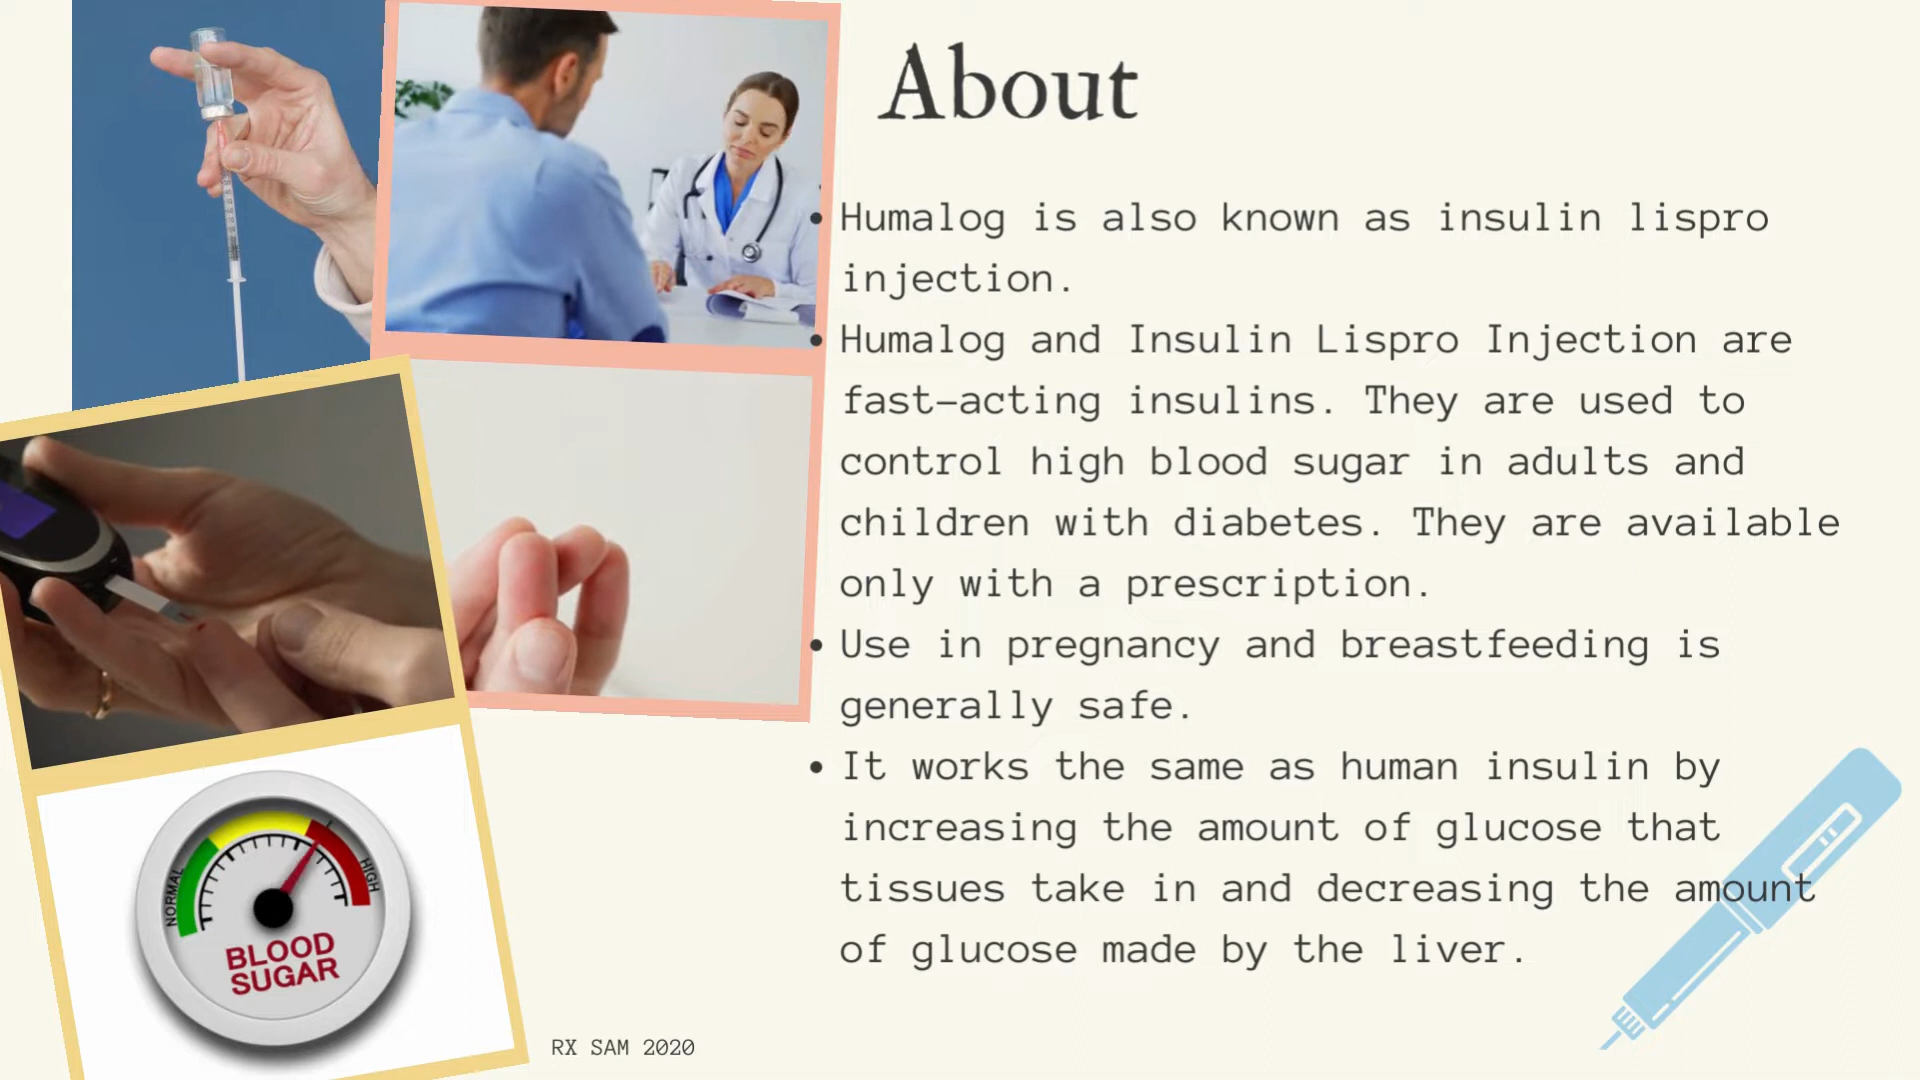 About
• Humalog is also known as insulin lispro
injection.
• Humalog and Insulin Lispro Injection are
fast-acting insulins. They are used to
control high blood sugar in adults and
children with diabetes. They are available
only with a prescription.
• Use in pregnancy and breastfeeding is
generally safe.
• It works the same as human insulin by
increasing the amount of glucose that
tissues take in and decreasing the amount
of glucose made by the liver.
NORMAL
HIGH
BLOOD
SUGAR
RX SAM 2020